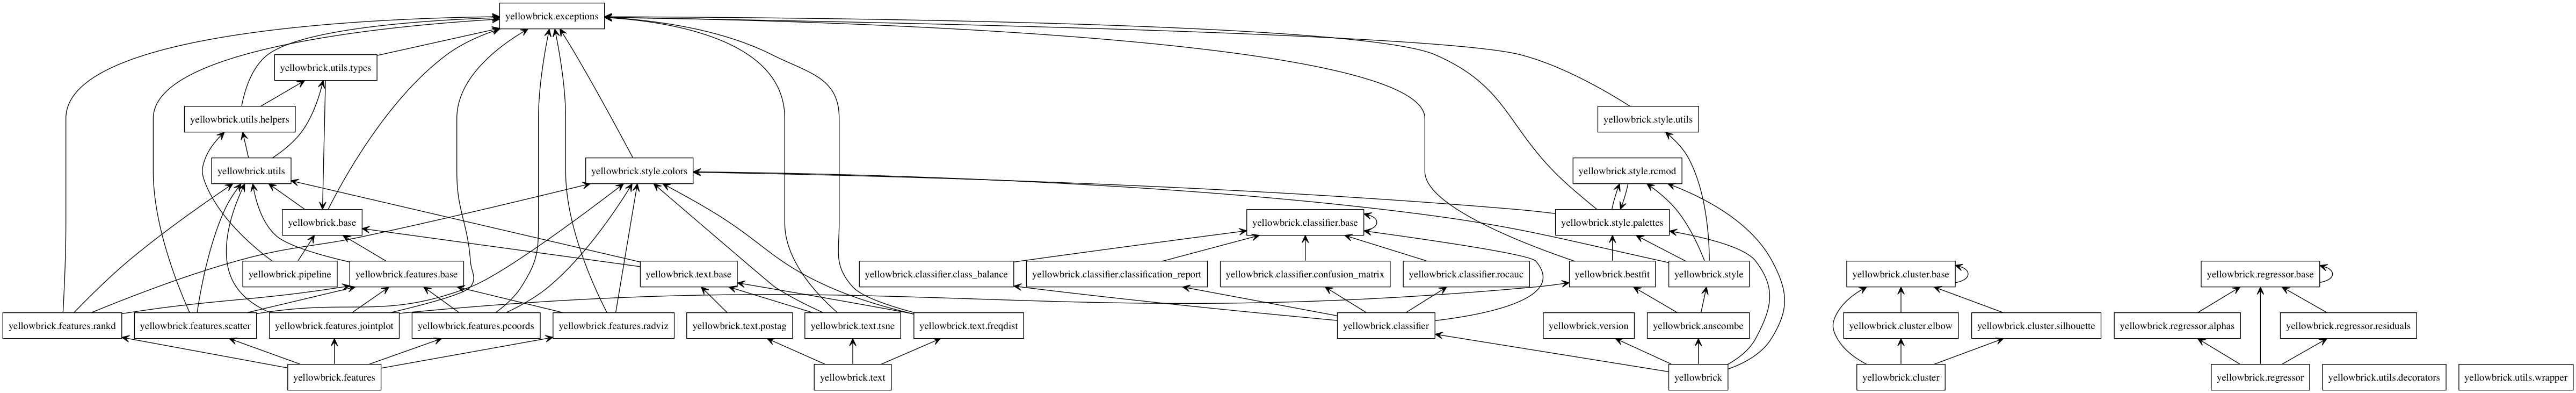 yellowbrick.exceptions
yellowbrick.utils.types
yellowbrick.utils.helpers
yellowbrick.style.utils
yellowbrick.utils
yellowbrick.style.colors
yellowbrick.style.rcmod
yellowbrick.base
yellowbrick.classifier.base
yellowbrick.style.palettes
yellowbrick.pipeline
yellowbrick.features.base
yellowbrick.text.base
yellowbrick.classifier.class_balance
yellowbrick.classifier.classification_report
yellowbrick.classifier.confusion_matrix
yellowbrick.classifier.rocauc
yellowbrick.bestfit
yellowbrick.style
yellowbrick.cluster.base
yellowbrick.regressor.base
yellowbrick.features.rankd
yellowbrick.features.scatter
yellowbrick.features.jointplot
yellowbrick.features.pcoords
yellowbrick.features.radviz
yellowbrick.text.postag
yellowbrick.text.tsne
yellowbrick.text.freqdist
yellowbrick.classifier
yellowbrick.version
yellowbrick.anscombe
yellowbrick.cluster.elbow
yellowbrick.cluster.silhouette
yellowbrick.regressor.alphas
yellowbrick.regressor.residuals
yellowbrick.features
yellowbrick.text
yellowbrick
yellowbrick.cluster
yellowbrick.regressor
yellowbrick.utils.decorators
yellowbrick.utils.wrapper